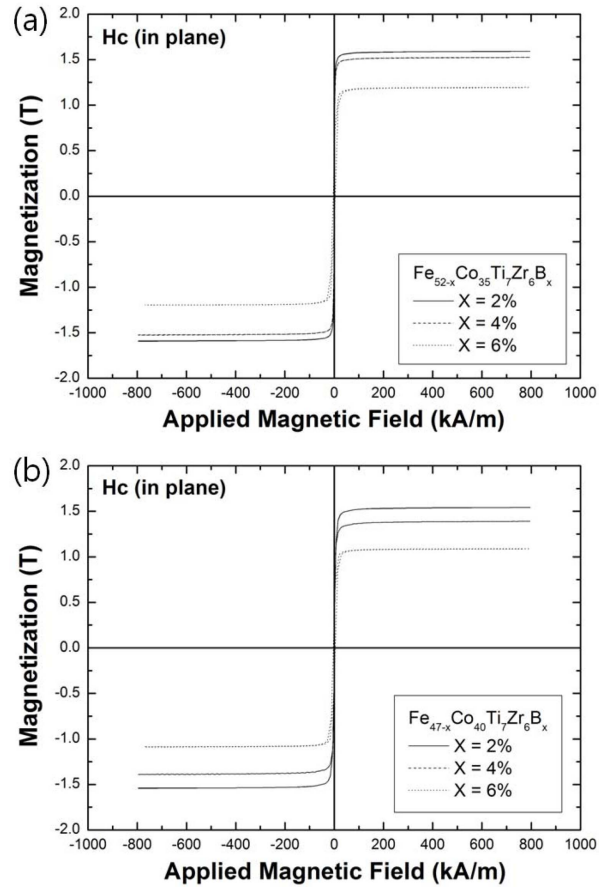 (a)
Hc (in plane)
Magnetization (T)
2.0
1.5
1.0
0.5
0.0
-0.5
-1.0
-1.5
-2.0
Fe52-xCo35Ti7Zr6Bx
X = 2%
X = 4%
X = 6%
-1000 -800 -600 -400 -200 0 200 400 600 800 1000
Applied Magnetic Field (kA/m)
(b)
Hc (in plane)
Magnetization (T)
2.0
1.5
1.0
0.5
0.0
-0.5
-1.0
-1.5
-2.0
Fe47-xCo40Ti7Zr6Bx
X = 2%
X = 4%
X = 6%
-1000 -800 -600 -400 -200 0 200 400 600 800 1000
Applied Magnetic Field (kA/m)